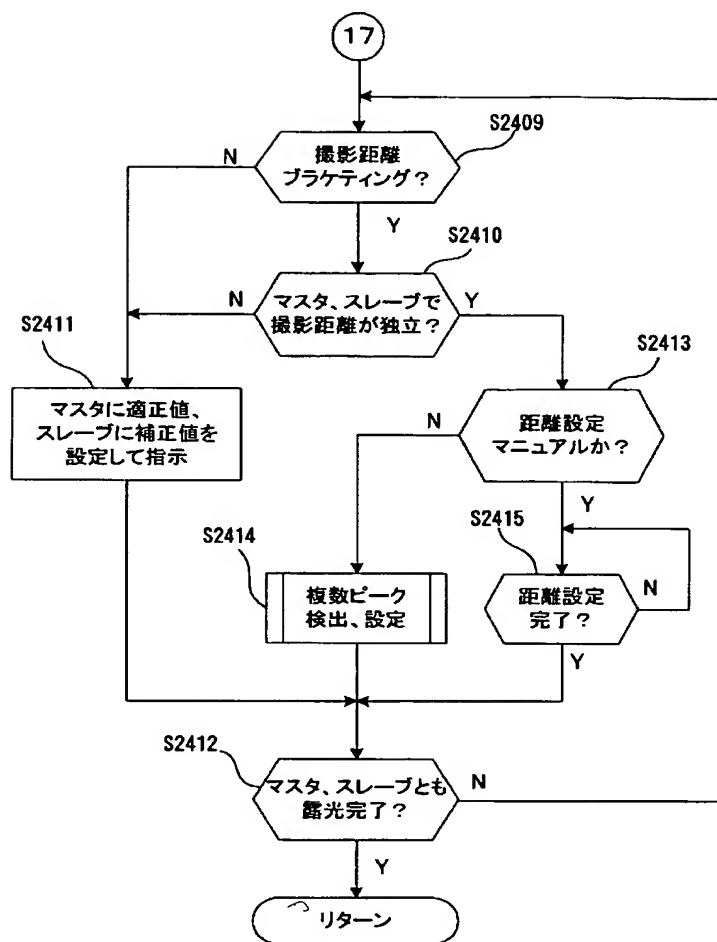 17
S2409
撮影距離
ブラケティング？
N
Y
S2410
マスタ、スレーブで
撮影距離が独立？
N
Y
S2411
マスタに適正値、
スレーブに補正値を
設定して指示
S2413
距離設定
マニュアルか？
N
Y
S2414
複数ピーク
検出、設定
S2415
距離設定
完了？
N
Y
S2412
マスタ、スレーブとも
露光完了？
N
Y
リターン